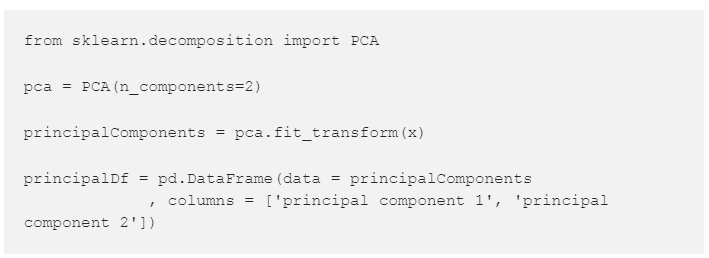 from sklearn.decomposition import PCA
pca = PCA(n_components=2)
principalComponents = pca.fit_transform(x)
principalDf = pd.DataFrame(data = principalComponents
             , columns = ['principal component 1', 'principal
component 2'])